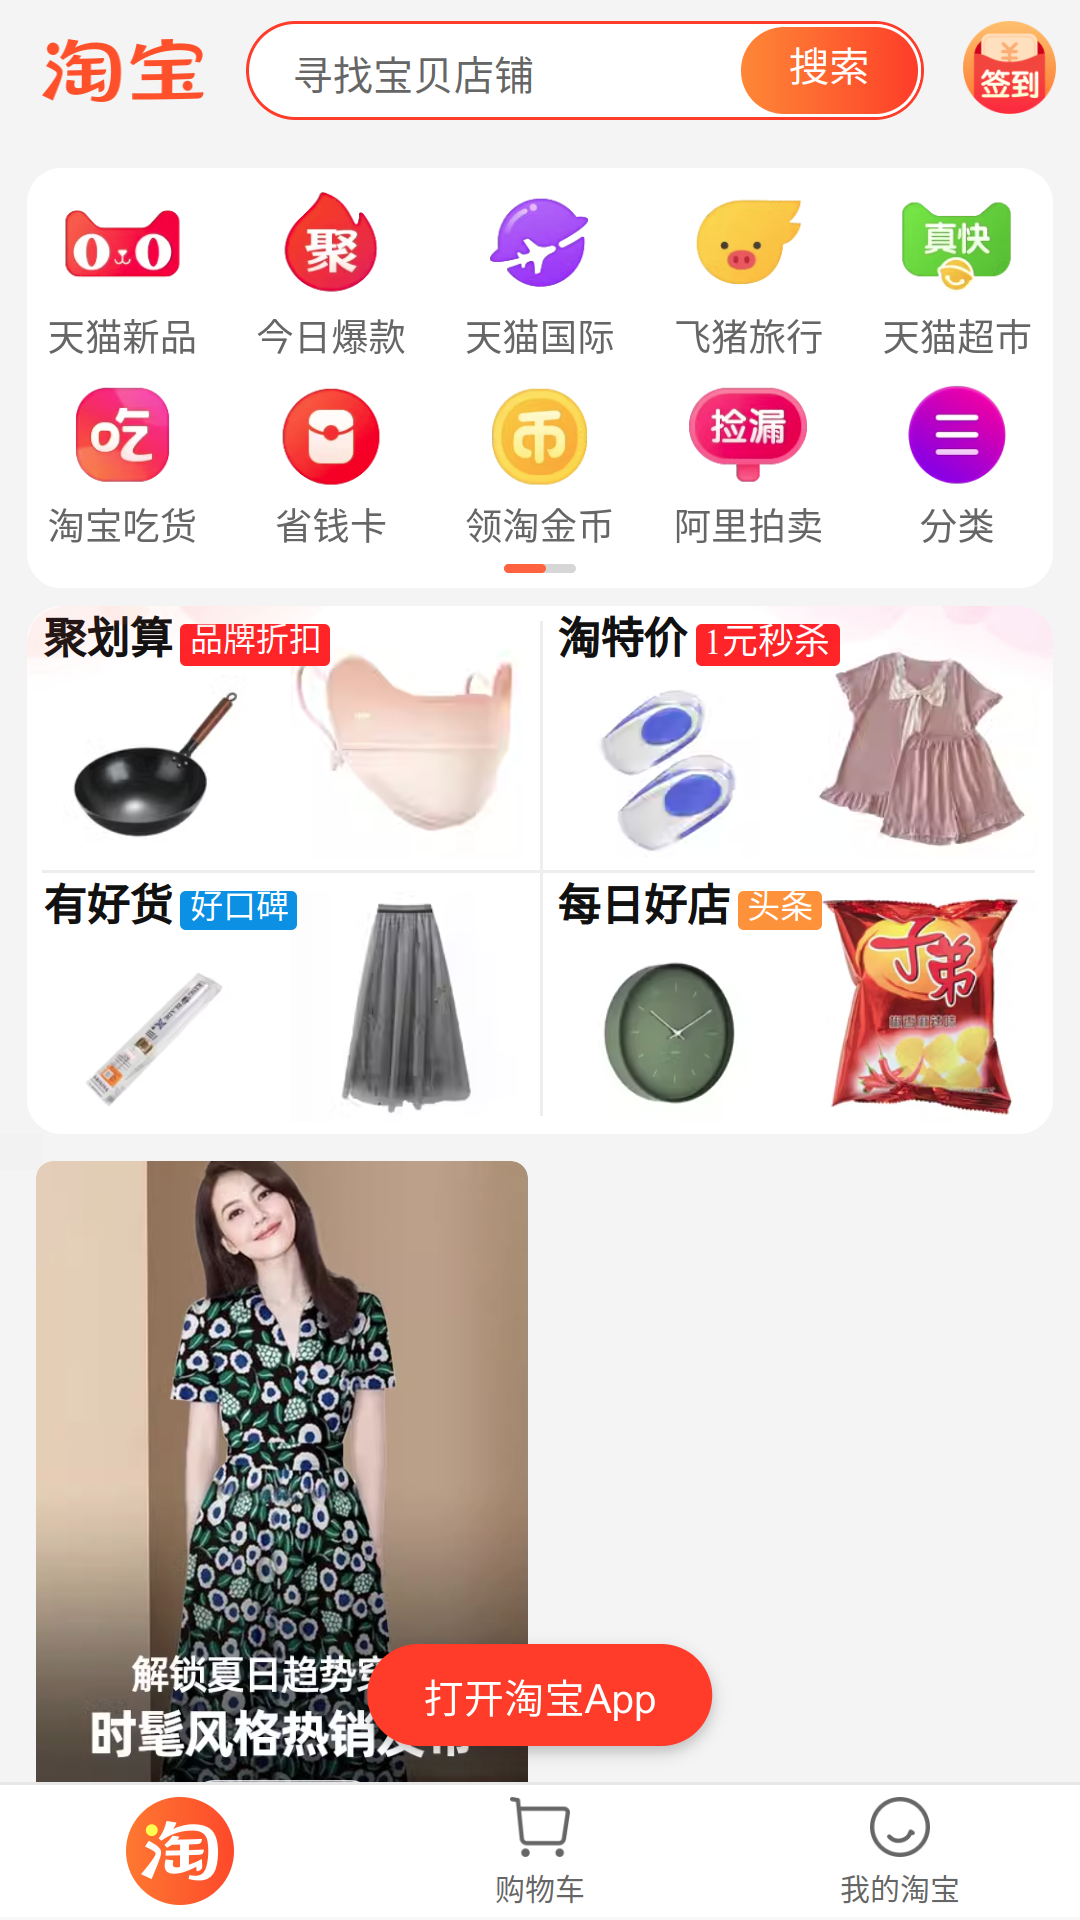 淘宝
寻找宝贝店铺
搜索
签到
聚
真快
天猫新品
今日爆款
天猫国际
飞猪旅行
天猫超市
吃
币
捡漏
淘宝吃货
省钱卡
领淘金币
阿里拍卖
分类
聚划算 品牌折扣
淘特价 1元秒杀
有好货 好口碑
每日好店 头条
子弟
解锁夏日趋势
时髦风格热销
打开淘宝App
淘
购物车
我的淘宝